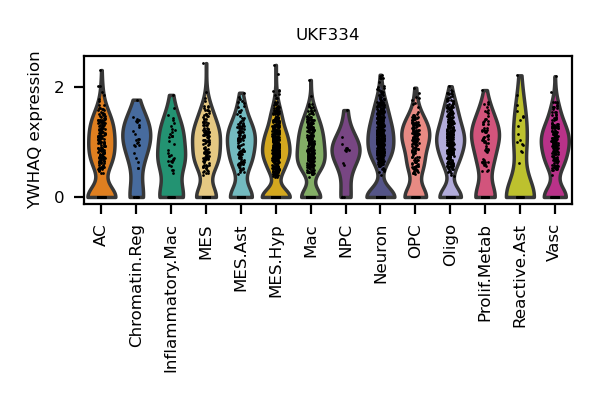 UKF334
YWHAQ expression
2
0
AC
Chromatin.Reg
Inflammatory.Mac
MES
MES.Ast
MES.Hyp
Mac
NPC
Neuron
OPC
Oligo
Prolif.Metab
Reactive.Ast
Vasc